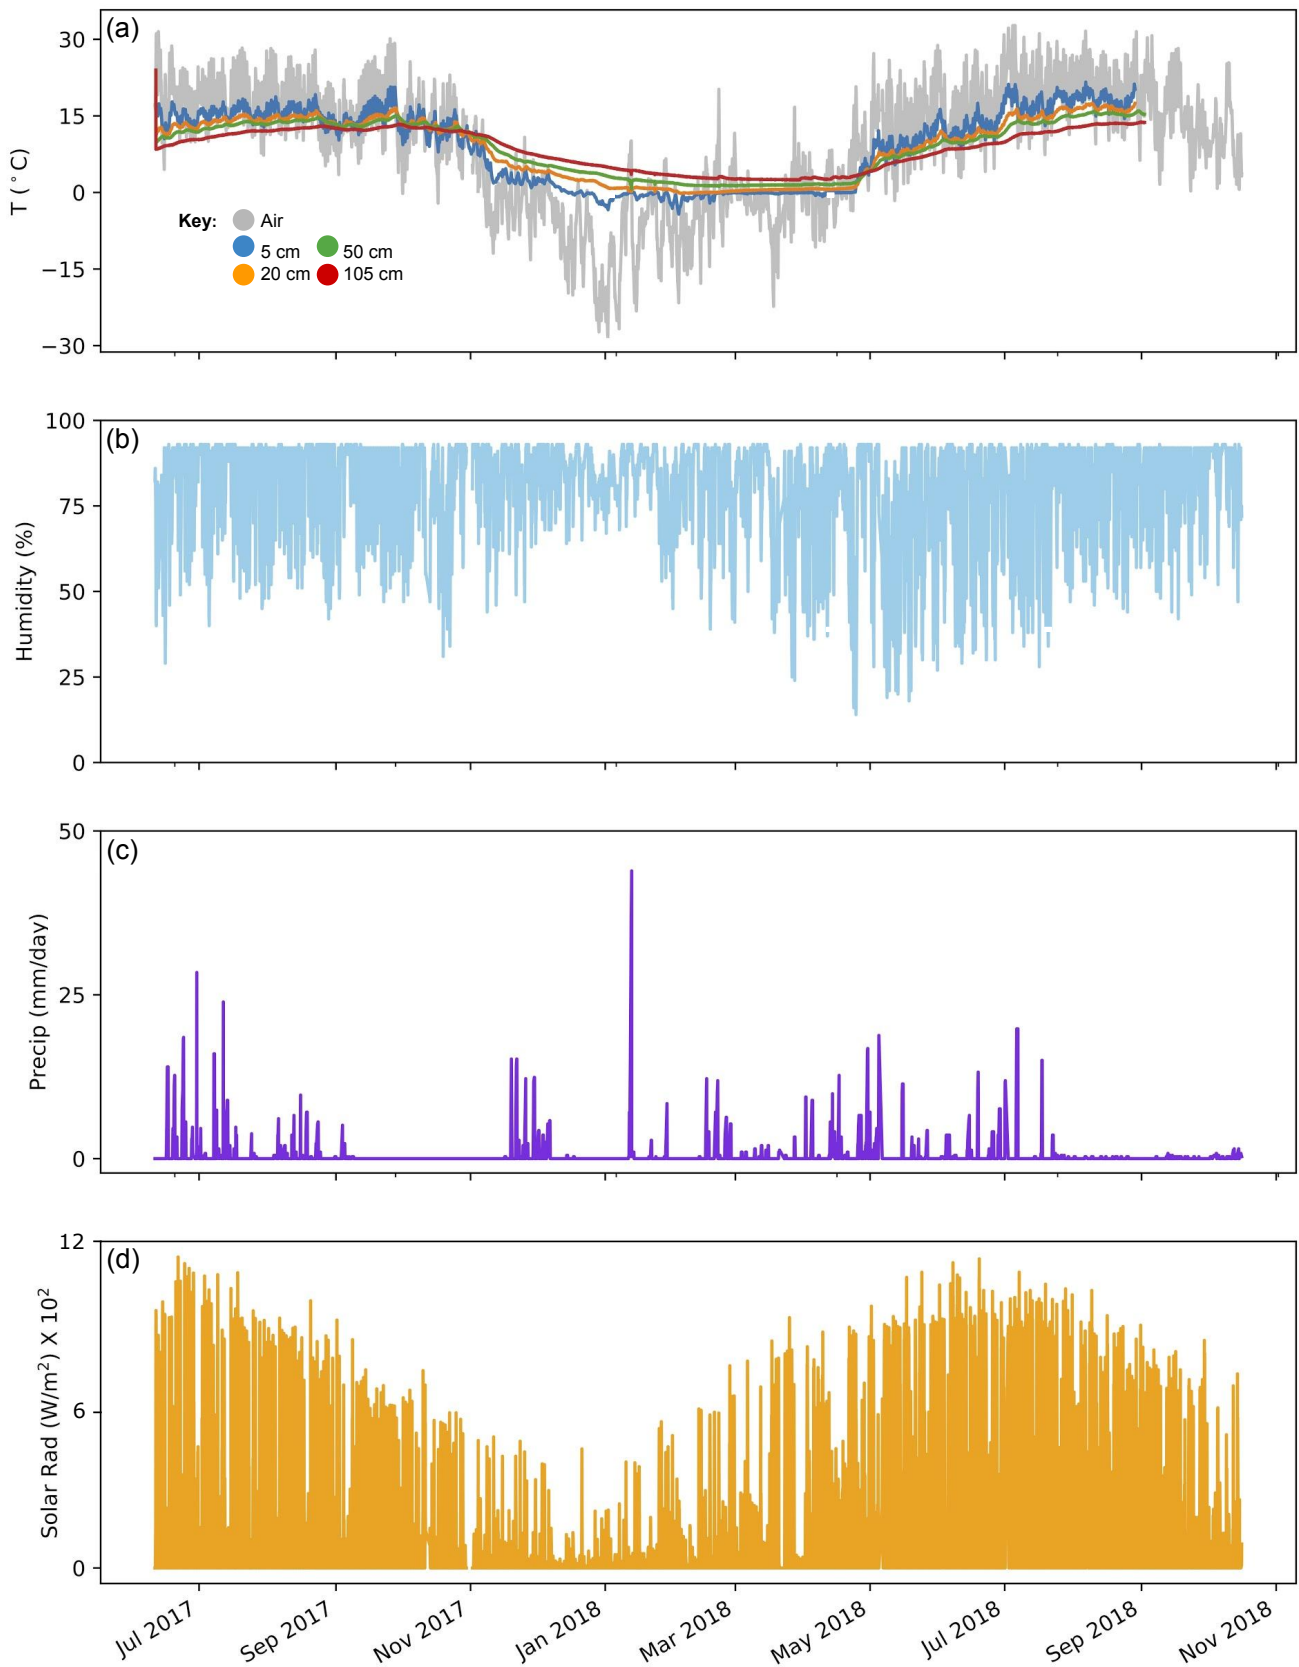 (a)
30
15
0
−15
−30
T (°C)
Key:
Air
5 cm
50 cm
20 cm
105 cm
(b)
100
75
50
25
0
Humidity (%)
(c)
50
25
0
Precip (mm/day)
(d)
12
6
0
Solar Rad (W/m²) X 10²
Jul 2017
Sep 2017
Nov 2017
Jan 2018
Mar 2018
May 2018
Jul 2018
Sep 2018
Nov 2018